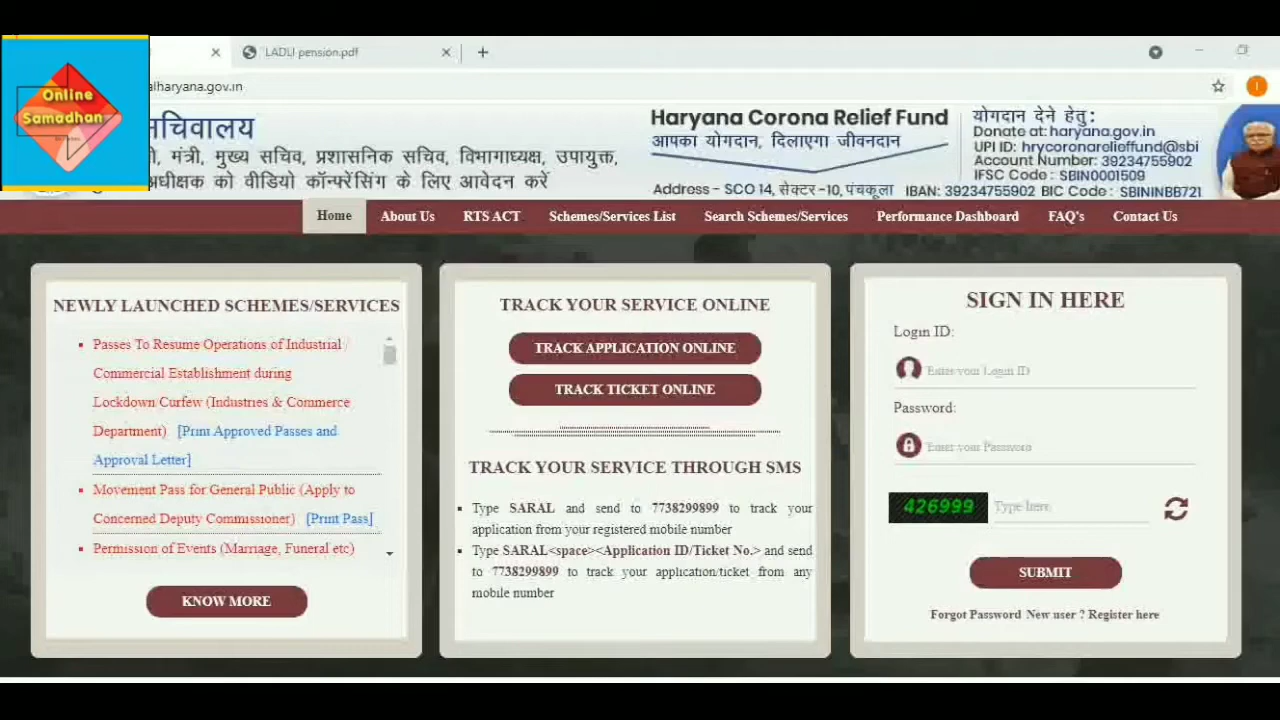 LADLI pension.pdf
alharyana.gov.in
Online
Samadhan
सचिवालय
मंत्री, मुख्य सचिव, प्रशासनिक सचिव, विभागाध्यक्ष, उपायुक्त,
अधीक्षक को वीडियो कॉन्फ्रेंसिंग के लिए आवेदन करें
Haryana Corona Relief Fund
आपका योगदान, दिलाएगा जीवनदान
Address - SCO 14, सेक्टर -10, पंचकूला IBAN: 39234755902 BIC Code : SBININBB721
योगदान देने हेतु :
Donate at: haryana.gov.in
UPI ID: hrycoronarelieffund@sbi
Account Number: 39234755902
IFSC Code : SBIN0001509
Home About Us RTS ACT Schemes/Services List Search Schemes/Services Performance Dashboard FAQ's Contact Us
NEWLY LAUNCHED SCHEMES/SERVICES
Passes To Resume Operations of Industrial /
Commercial Establishment during
Lockdown/Curfew (Industries & Commerce
Department) [Print Approved Passes and
Approval Letter]
Movement Pass for General Public (Apply to
Concerned Deputy Commissioner) [Print Pass]
Permission of Events (Marriage, Funeral etc)
KNOW MORE
TRACK YOUR SERVICE ONLINE
TRACK APPLICATION ONLINE
TRACK TICKET ONLINE
TRACK YOUR SERVICE THROUGH SMS
Type SARAL and send to 7738299899 to track your
application from your registered mobile number
Type SARAL<space><Application ID/Ticket No.> and send
to 7738299899 to track your application/ticket from any
mobile number
SIGN IN HERE
Login ID:
Enter your Login ID
Password:
Enter your Password
426999 Type here
SUBMIT
Forgot Password New user ? Register here